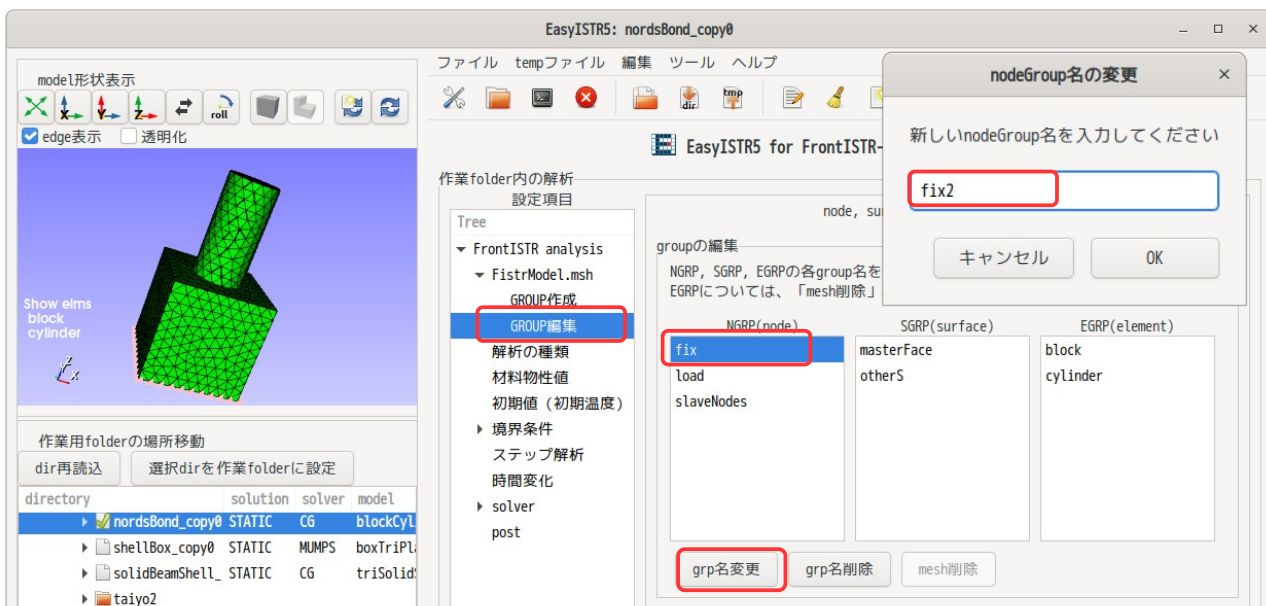 EasyISTR5: nordsBond_copy0
model形状表示
roll
edge表示 透明化
Show elms
block
cylinder
z
x
作業用folderの場所移動
dir再読込 選択dirを作業folderに設定
directory solution solver model
nordsBond_copy0 STATIC CG blockCyl
shellBox_copy0 STATIC MUMPS boxTriPl
solidBeamShell_ STATIC CG triSolid
taiyo2
ファイル tempファイル 編集 ツール ヘルプ
dir tmp
EasyISTR5 for FrontISTR-
作業folder内の解析
設定項目
Tree
FrontISTR analysis
FistrModel.msh
GROUP作成
GROUP編集
解析の種類
材料物性値
初期値（初期温度）
境界条件
ステップ解析
時間変化
solver
post
node, su
groupの編集
NGRP, SGRP, EGRPの各group名を
EGRPについては、「mesh削除」
NGRP(node) SGRP(surface) EGRP(element)
fix masterFace block
load otherS cylinder
slaveNodes
grp名変更 grp名削除 mesh削除
nodeGroup名の変更
新しいnodeGroup名を入力してください
fix2
キャンセル OK